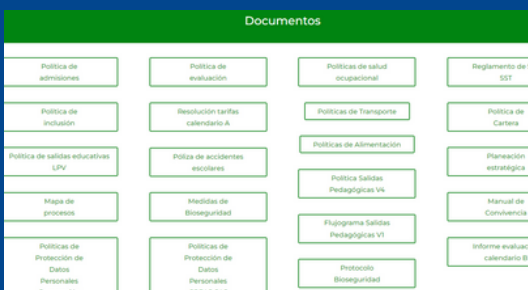 Documentos
Política de
admisiones
Política de
inclusión
Política de salidas educativas
LPV
Mapa de
procesos
Políticas de
Protección de
Datos
Personales
Política de
evaluación
Resolución tarifas
calendario A
Póliza de accidentes
escolares
Medidas de
Bioseguridad
Políticas de
Protección de
Datos
Personales
Políticas de salud
ocupacional
Políticas de Transporte
Políticas de Alimentación
Política Salidas
Pedagógicas V4
Flujograma Salidas
Pedagógicas V1
Protocolo
Bioseguridad
Reglamento de
SST
Política de
Cartera
Planeación
estratégica
Manual de
Convivencia
Informe
calendario B